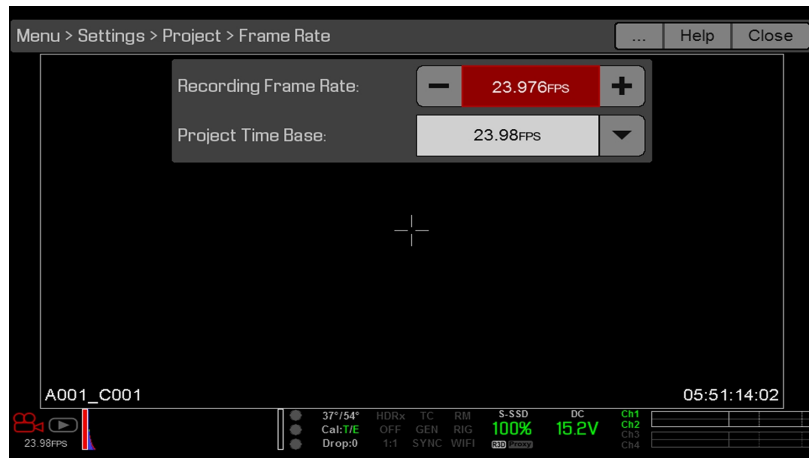 Menu > Settings > Project > Frame Rate ... Help Close
Recording Frame Rate: 23.976FPS
Project Time Base: 23.98FPS
A001_C001 05:51:14:02
37°/54° HDRx TC RM S-SSD DC Ch1
Cal:T/E OFF GEN RIG 100% 15.2V Ch2
23.98FPS Drop:0 1:1 SYNC WIFI R3D Proxy Ch3
Ch4